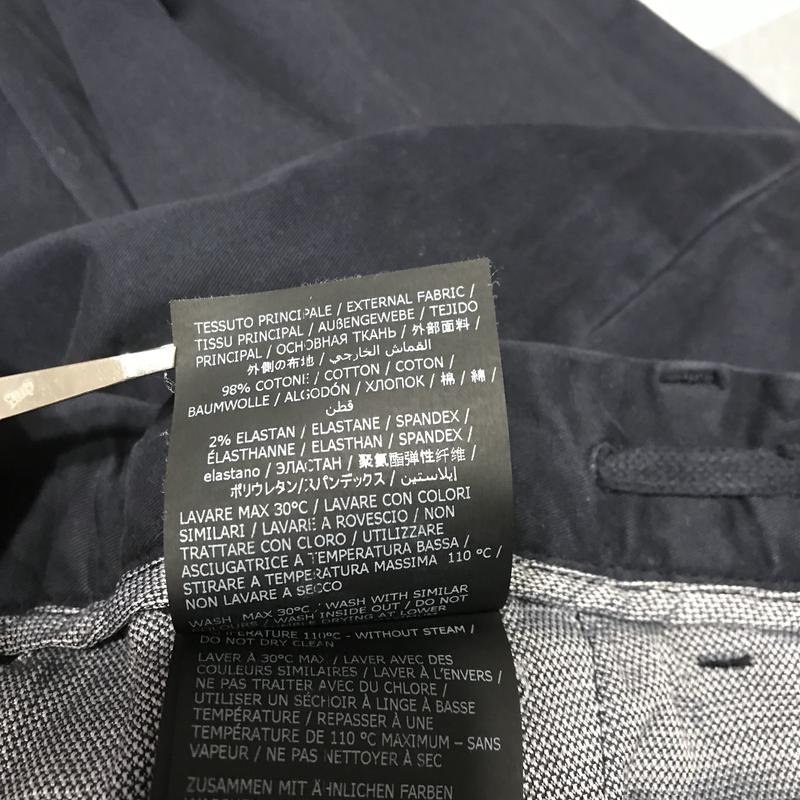 TESSUTO PRINCIPALE / EXTERNAL FABRIC /
TISSU PRINCIPAL / AUßENGEWEBE / TEJIDO
PRINCIPAL / ОСНОВНАЯ ТКАНЬ / 外部面料 /
外側の布地 / القماش الخارجي
98% COTONE / COTTON / COTON /
BAUMWOLLE / ALGODÓN / ХЛОПОК / 棉 / 綿 /
قطن
2% ELASTAN / ELASTANE / SPANDEX /
ÉLASTHANNE / ELASTHAN / SPANDEX /
elastano / ЭЛАСТАН / 聚氨酯弹性纤维 /
ポリウレタン/スパンデックス / إيلاستين
LAVARE MAX 30°C / LAVARE CON COLORI
SIMILARI / LAVARE A ROVESCIO / NON
TRATTARE CON CLORO / UTILIZZARE
ASCIUGATRICE A TEMPERATURA BASSA /
STIRARE A TEMPERATURA MASSIMA 110 °C /
NON LAVARE A SECCO
WASH MAX 30°C / WASH WITH SIMILAR
COLOURS / WASH INSIDE OUT / DO NOT
DRYING AT LOWER
TEMPERATURE 110°C - WITHOUT STEAM /
DO NOT DRY CLEAN
LAVER À 30°C MAX / LAVER AVEC DES
COULEURS SIMILAIRES / LAVER À L'ENVERS /
NE PAS TRAITER AVEC DU CHLORE /
UTILISER UN SÉCHOIR À LINGE À BASSE
TEMPÉRATURE / REPASSER À UNE
TEMPÉRATURE DE 110 °C MAXIMUM – SANS
VAPEUR / NE PAS NETTOYER À SEC
ZUSAMMEN MIT ÄHNLICHEN FARBEN